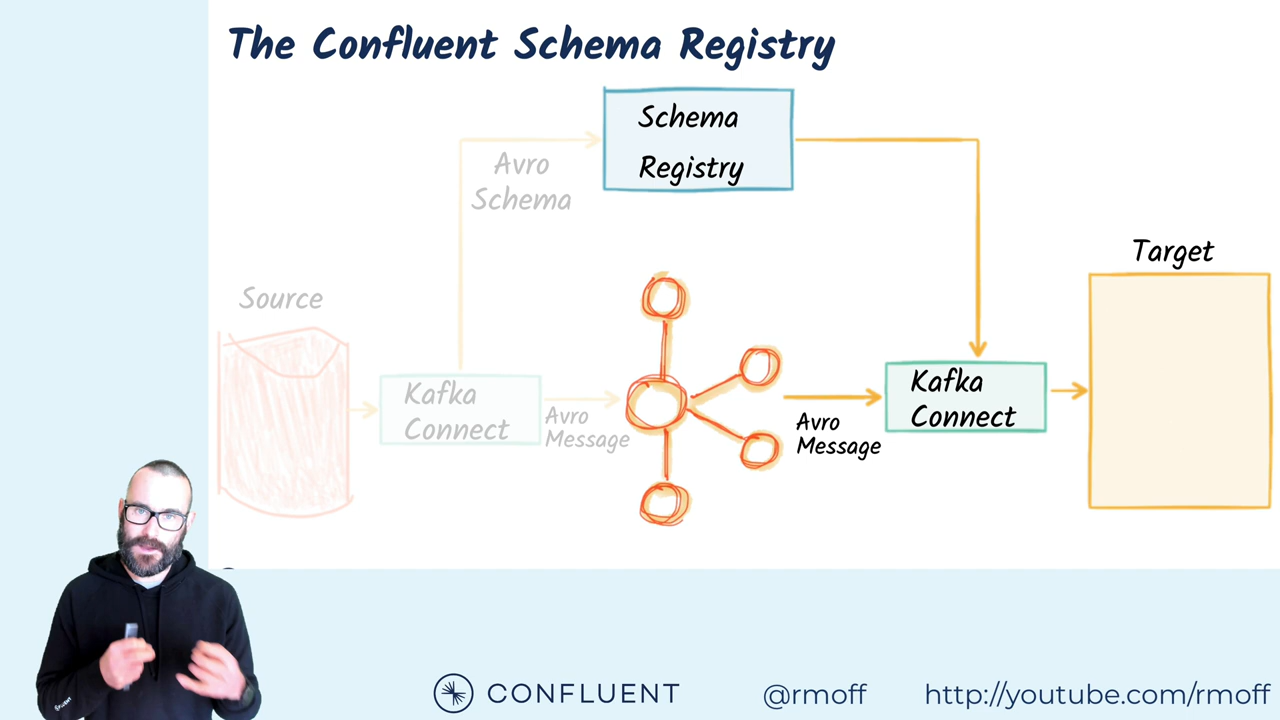 The Confluent Schema Registry
Schema
Registry
Avro
Schema
Target
Source
Kafka
Connect
Avro
Message
Avro
Message
Kafka
Connect
CONFLUENT
@rmoff
http://youtube.com/rmoff